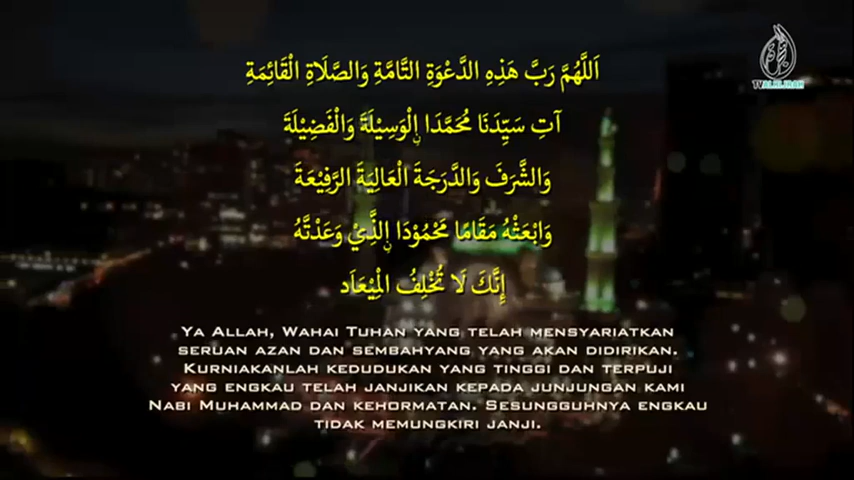 TV ALHIJRAH
اَللّٰهُمَّ رَبَّ هَذِهِ الدَّعْوَةِ التَّامَّةِ وَالصَّلَاةِ الْقَائِمَةِ
آتِ سَيِّدَنَا مُحَمَّدَا ࣙلْوَسِيْلَةَ وَالْفَضِيْلَةَ
وَالشَّرَفَ وَالدَّرَجَةَ الْعَالِيَةَ الرَّفِيْعَةَ
وَابْعَثْهُ مَقَامًا مَحْمُوْدَا نِ۟الَّذِيْ وَعَدْتَّهُ
إِنَّكَ لَا تُخْلِفُ الْمِيْعَاَد
Ya Allah, Wahai Tuhan yang telah mensyariatkan
seruan azan dan sembahyang yang akan didirikan.
Kurniakanlah kedudukan yang tinggi dan terpuji
yang engkau telah janjikan kepada junjungan kami
Nabi Muhammad dan kehormatan. Sesungguhnya engkau
tidak memungkiri janji.